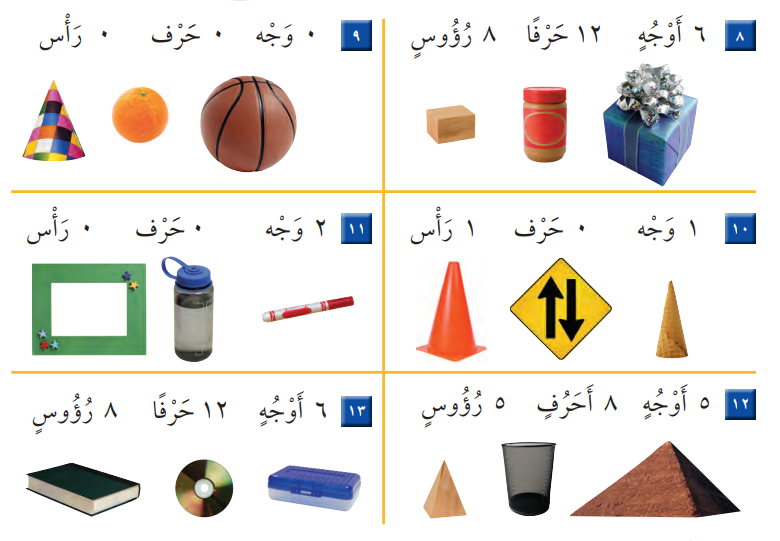 ٨ ٦ أَوْجُهٍ ١٢ حَرْفًا ٨ رُؤُوسٍ
٩ ٠ وَجْه ٠ حَرْف ٠ رَأْس
١٠ ١ وَجْه ٠ حَرْف ١ رَأْس
١١ ٢ وَجْه ٠ حَرْف ٠ رَأْس
١٢ ٥ أَوْجُهٍ ٨ أَحَرُفٍ ٥ رُؤُوسٍ
١٣ ٦ أَوْجُهٍ ١٢ حَرْفًا ٨ رُؤُوسٍ